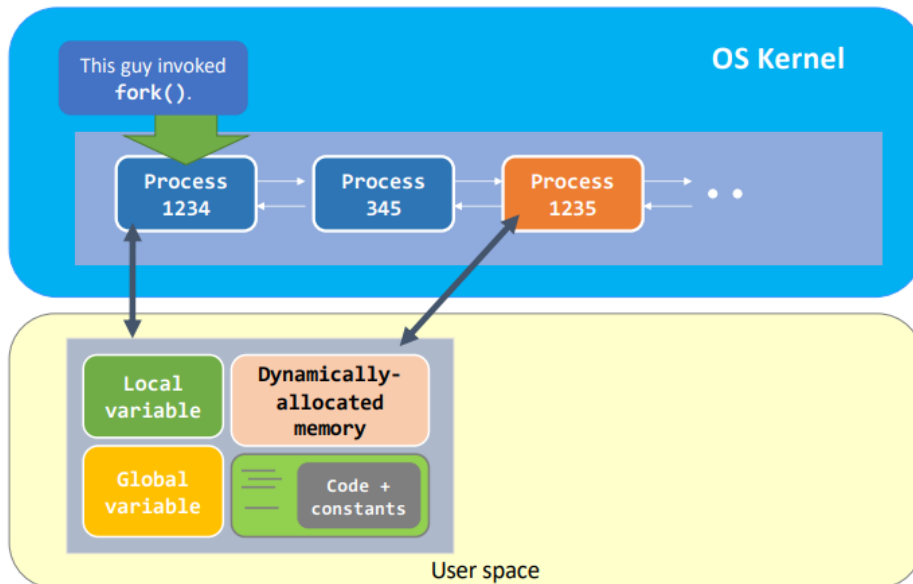 This guy invoked
fork().
OS Kernel
Process
1234
Process
345
Process
1235
Local
variable
Dynamically-
allocated
memory
Global
variable
Code +
constants
User space